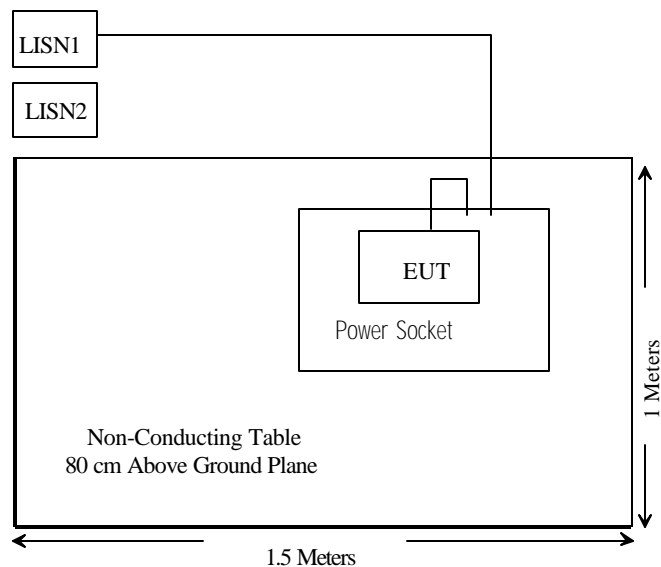 LISN1
LISN2
EUT
Power Socket
1 Meters
Non-Conducting Table
80 cm Above Ground Plane
1.5 Meters